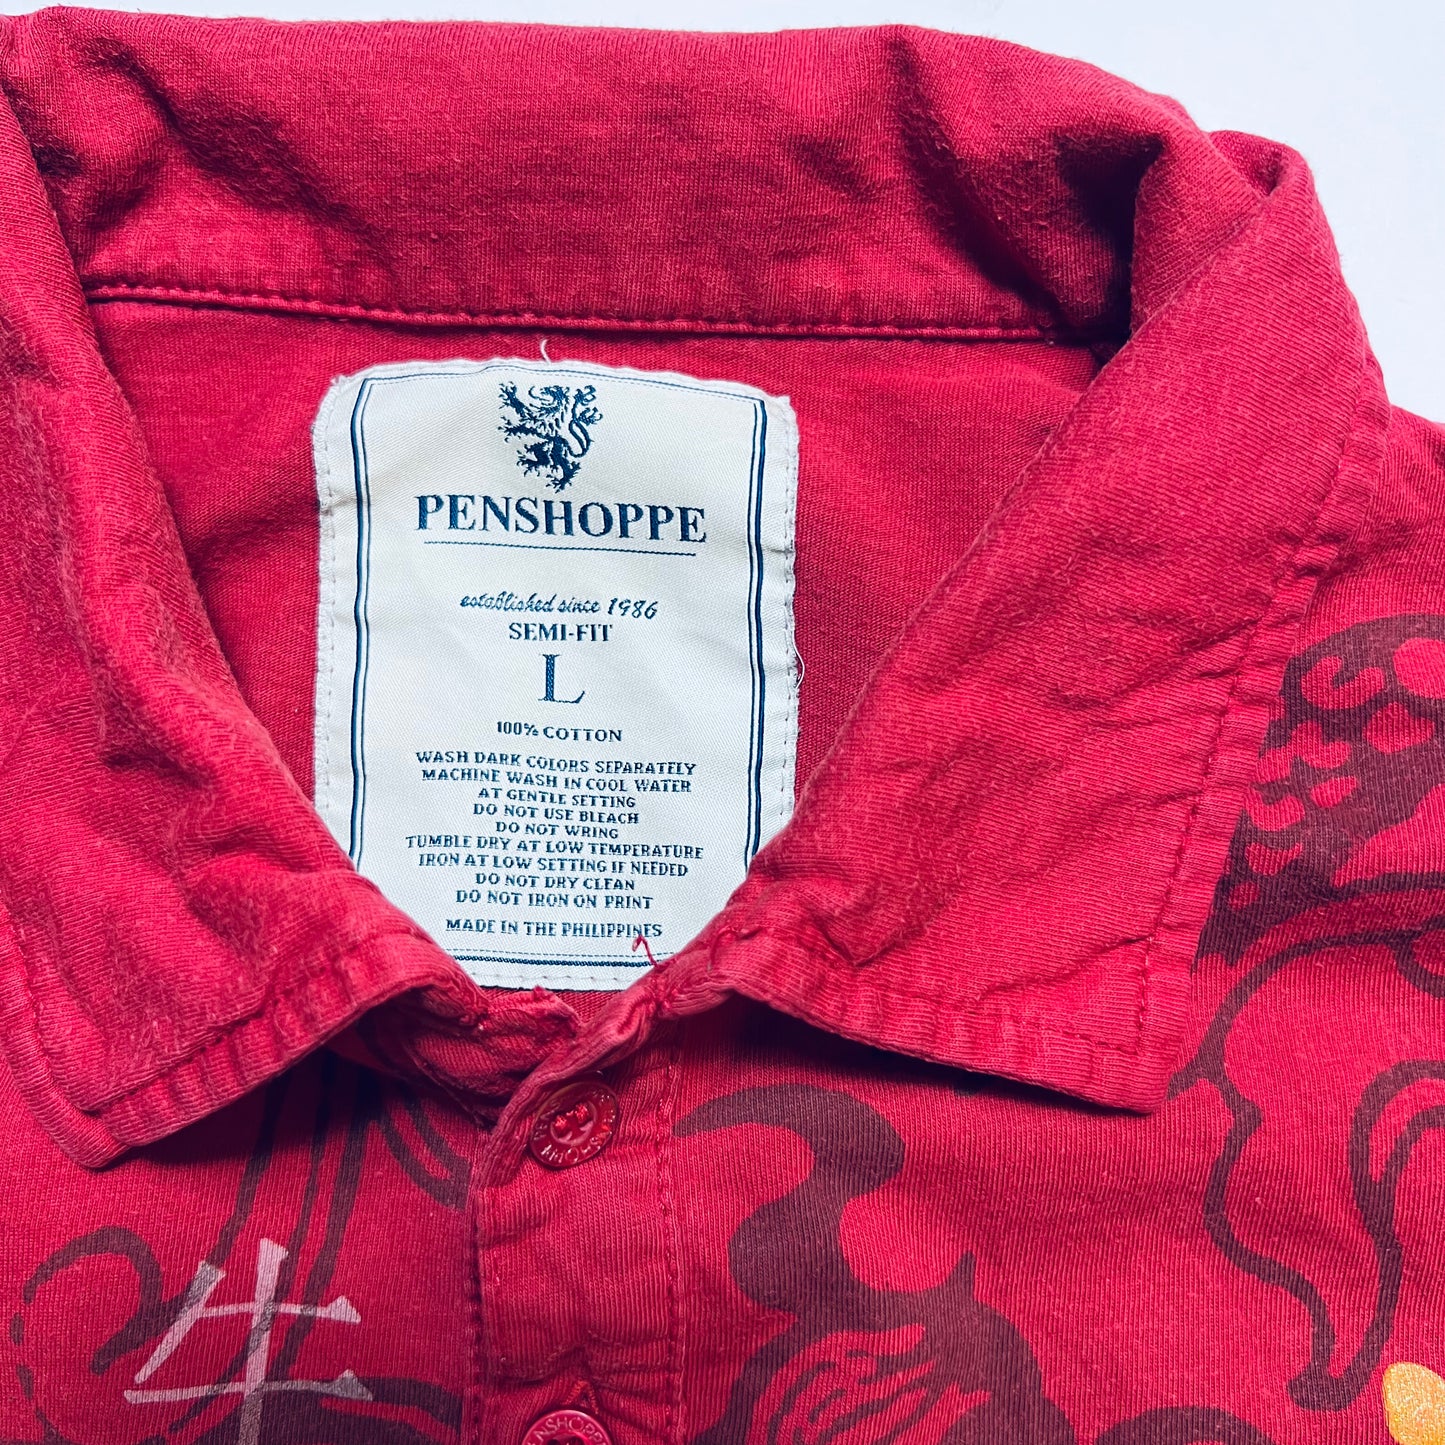 PENSHOPPE
established since 1986
SEMI-FIT
L
100% COTTON
WASH DARK COLORS SEPARATELY
MACHINE WASH IN COOL WATER
AT GENTLE SETTING
DO NOT USE BLEACH
DO NOT WRING
TUMBLE DRY AT LOW TEMPERATURE
IRON AT LOW SETTING IF NEEDED
DO NOT DRY CLEAN
DO NOT IRON ON PRINT
MADE IN THE PHILIPPINES
牛